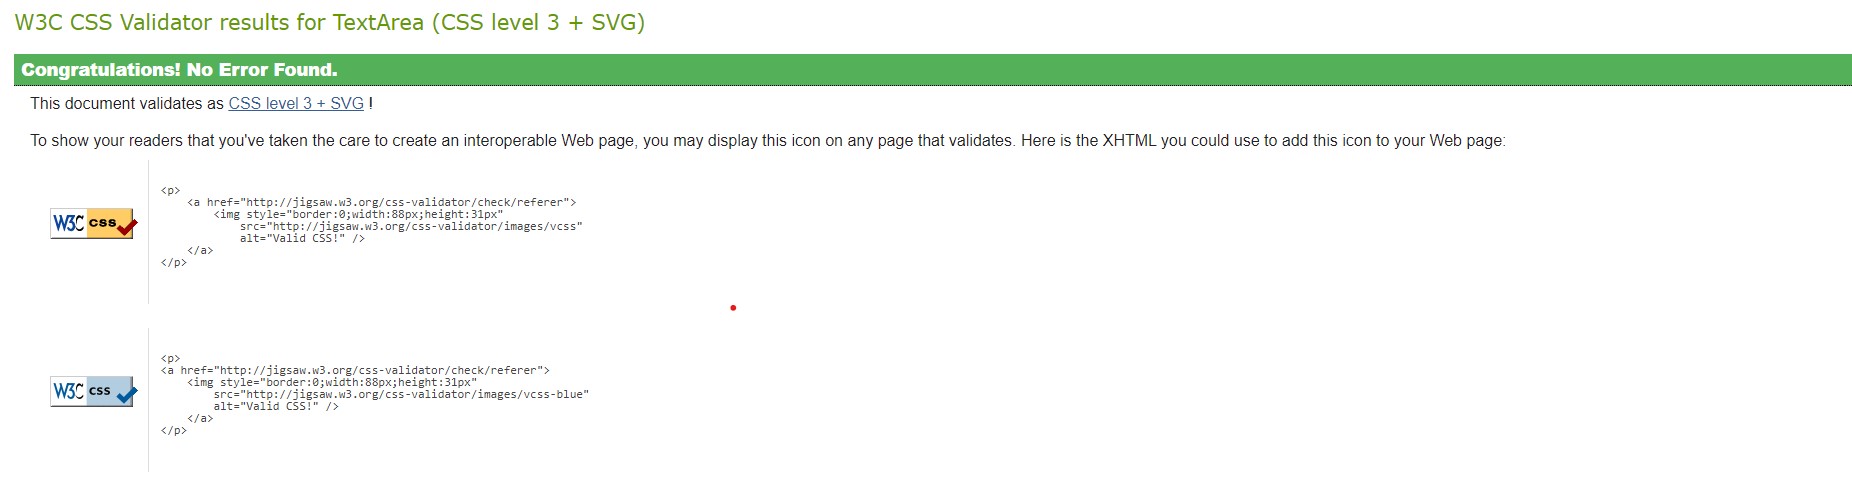 W3C CSS Validator results for TextArea (CSS level 3 + SVG)
Congratulations! No Error Found.
This document validates as CSS level 3 + SVG !
To show your readers that you've taken the care to create an interoperable Web page, you may display this icon on any page that validates. Here is the XHTML you could use to add this icon to your Web page:
W3C css
<p>
    <a href="http://jigsaw.w3.org/css-validator/check/referer">
        <img style="border:0;width:88px;height:31px"
            src="http://jigsaw.w3.org/css-validator/images/vcss"
            alt="Valid CSS!" />
    </a>
</p>
W3C css
<p>
<a href="http://jigsaw.w3.org/css-validator/check/referer">
    <img style="border:0;width:88px;height:31px"
        src="http://jigsaw.w3.org/css-validator/images/vcss-blue"
        alt="Valid CSS!" />
    </a>
</p>